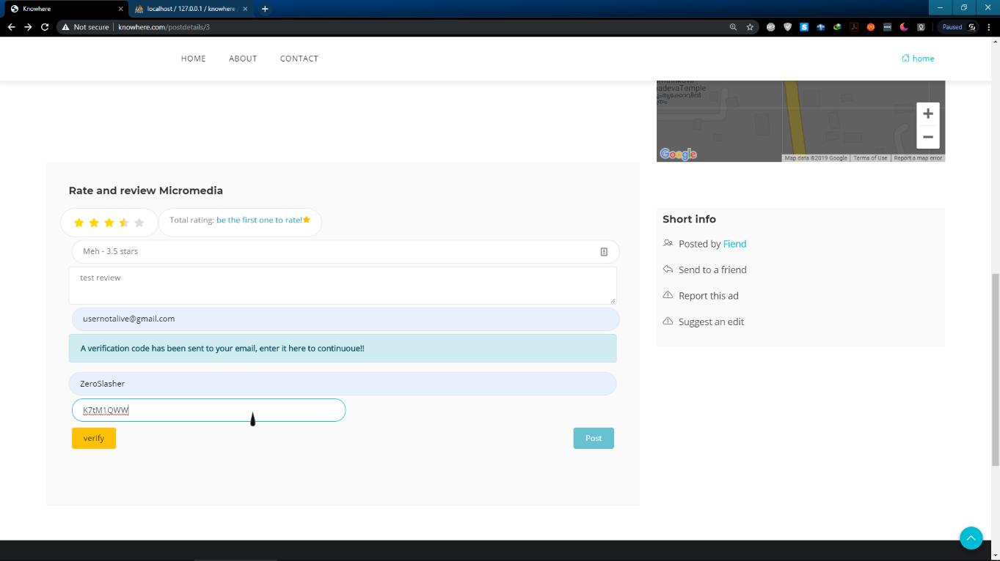 Knowhere
localhost / 127.0.0.1 / knowhere
Not secure
knowhere.com/postdetails/3
Paused
HOME
ABOUT
CONTACT
home
adevaTemple
Google
Map data ©2019 Google
Terms of Use
Report a map error
Rate and review Micromedia
Total rating: be the first one to rate!
Meh - 3.5 stars
test review
usernotalive@gmail.com
A verification code has been sent to your email, enter it here to continuoue!!
ZeroSlasher
K7tM1QWW
verify
Post
Short info
Posted by Fiend
Send to a friend
Report this ad
Suggest an edit